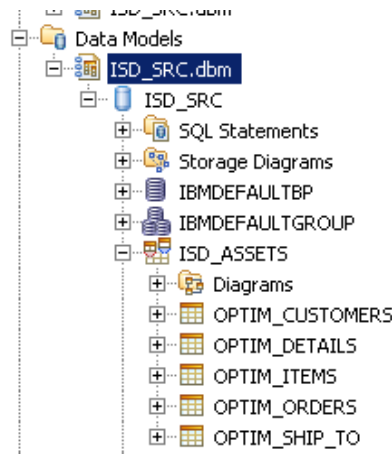 Data Models
ISD_SRC.dbm
ISD_SRC
SQL Statements
Storage Diagrams
IBMDEFAULTBP
IBMDEFAULTGROUP
ISD_ASSETS
Diagrams
OPTIM_CUSTOMERS
OPTIM_DETAILS
OPTIM_ITEMS
OPTIM_ORDERS
OPTIM_SHIP_TO